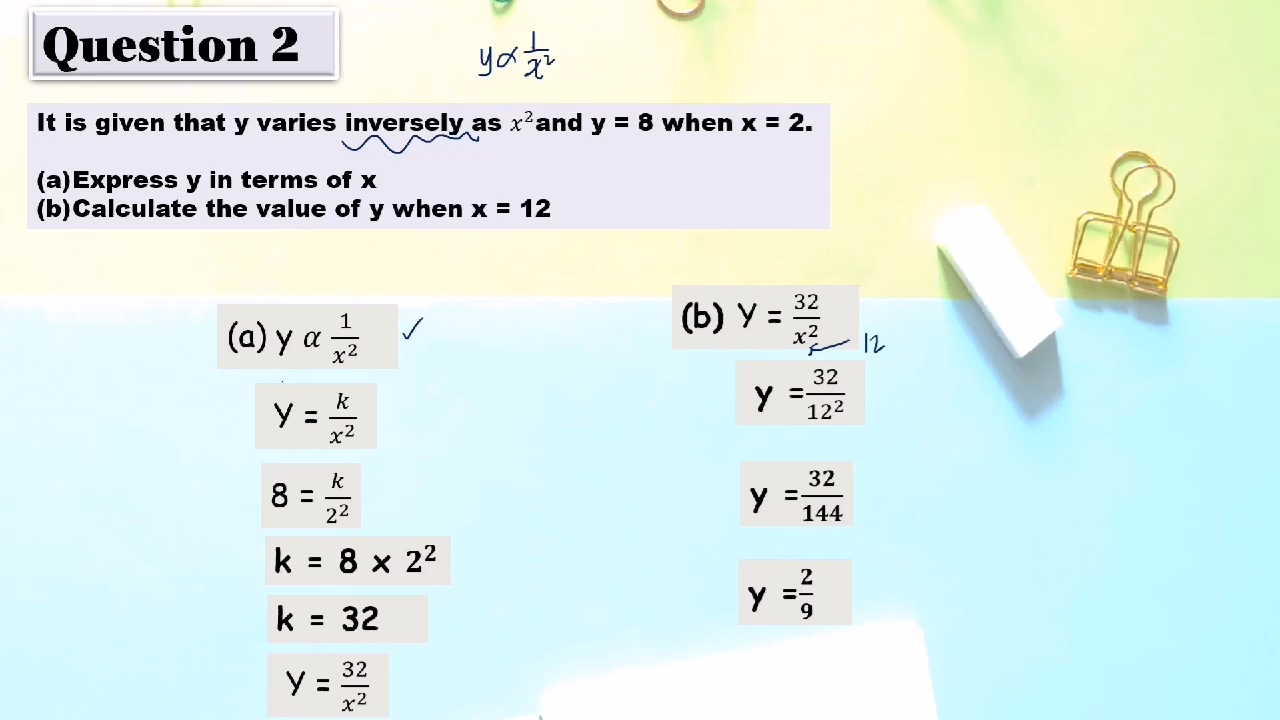 Question 2
y∝1/x²
It is given that y varies inversely as x² and y = 8 when x = 2.
(a)Express y in terms of x
(b)Calculate the value of y when x = 12
(a) y α 1/x² ✓
Y = k/x²
8 = k/2²
k = 8 x 2²
k = 32
Y = 32/x²
(b) Y = 32/x²
12
y =32/12²
y =32/144
y =2/9